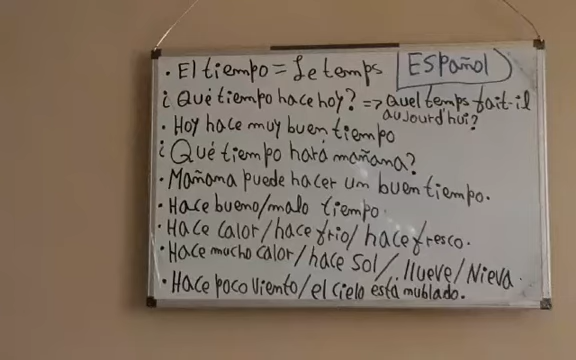 • El tiempo = Le temps Español
¿Qué tiempo hace hoy? => Quel temps fait-il
aujourd'hui?
• Hoy hace muy buen tiempo
¿Qué tiempo hará mañana?
• Mañana puede hacer un buen tiempo.
• Hace bueno/malo tiempo.
• Hace calor/hace frio/hace fresco.
• Hace mucho calor/hace sol/llueve/Nieva.
• Hace poco viento/el cielo está mublado.